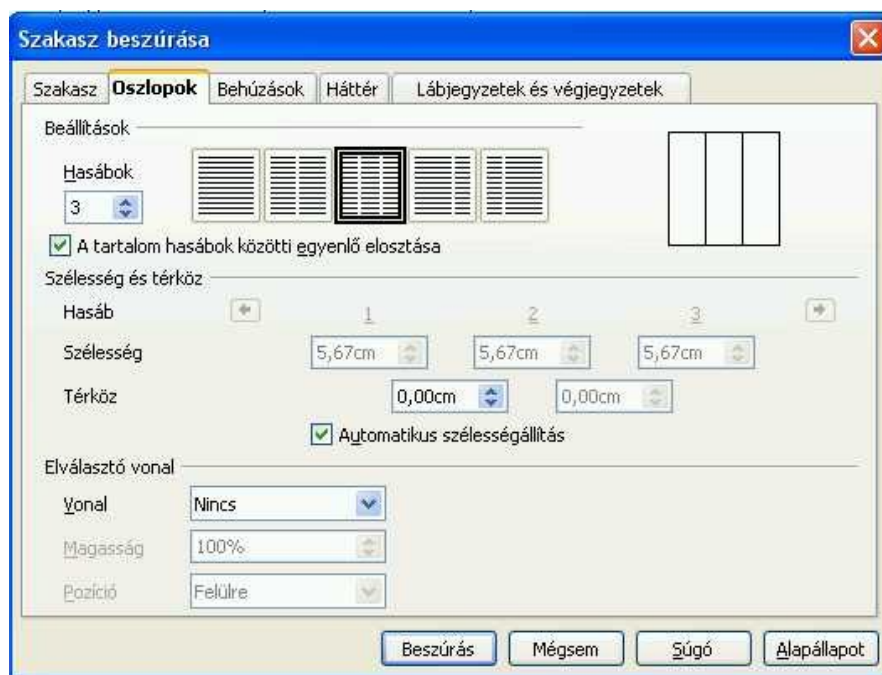 Szakasz beszúrása
Szakasz Oszlopok Behúzások Háttér Lábjegyzetek és végjegyzetek
Beállítások
Hasábok
3
A tartalom hasábok közötti egyenlő elosztása
Szélesség és térköz
Hasáb 1 2 3
Szélesség 5,67cm 5,67cm 5,67cm
Térköz 0,00cm 0,00cm
Automatikus szélességállítás
Elválasztó vonal
Vonal Nincs
Magasság 100%
Pozíció Felülre
Beszúrás Mégsem Súgó Alapállapot